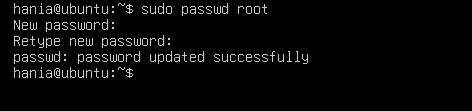 hania@ubuntu:~$ sudo passwd root
New password:
Retype new password:
passwd: password updated successfully
hania@ubuntu:~$